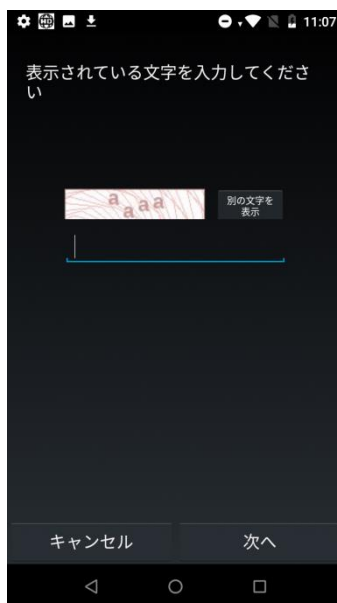 11:07
表示されている文字を入力してくださ
い
aaaa
別の文字を
表示
キャンセル
次へ